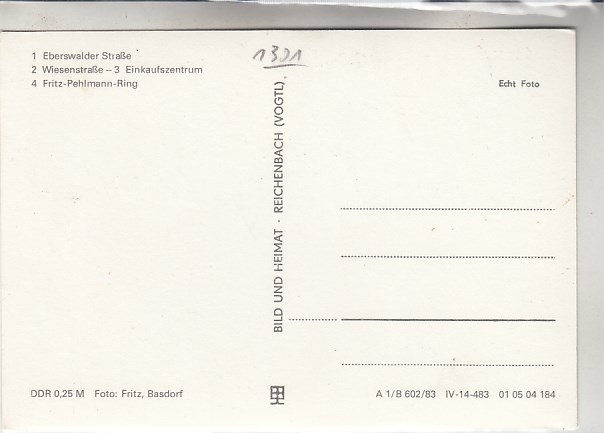 1 Eberswalder Straße
2 Wiesenstraße – 3 Einkaufszentrum
4 Fritz-Pehlmann-Ring
1301
BILD UND HEIMAT · REICHENBACH (VOGTL)
Echt Foto
DDR 0,25 M Foto: Fritz, Basdorf
A 1/B 602/83 IV-14-483 01 05 04 184